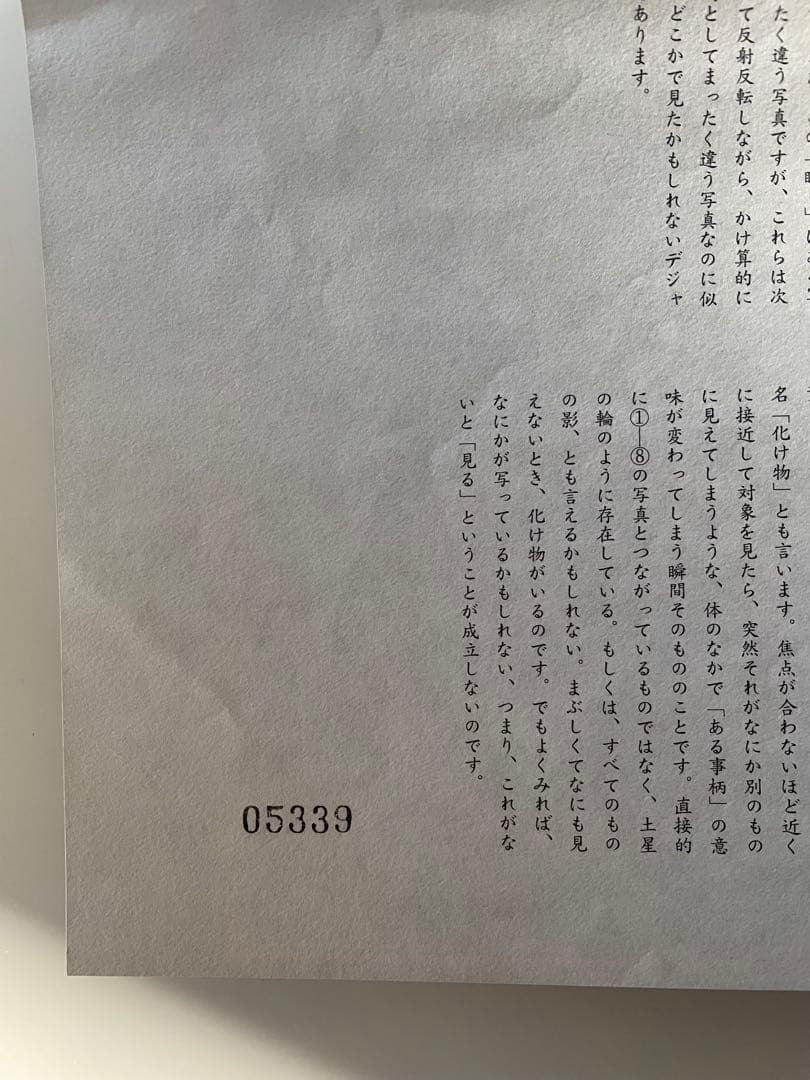 たく違う写真ですが、これらは次
て反射反転しながら、かけ算的に
としてまったく違う写真なのに似
どこかで見たかもしれないデジャ
あります。
名「化け物」とも言います。焦点が合わないほど近く
に接近して対象を見たら、突然それがなにか別のもの
に見えてしまうような、体のなかで「ある事柄」の意
味が変わってしまう瞬間そのもののことです。直接的
に①—⑧の写真とつながっているものではなく、土星
の輪のように存在している。もしくは、すべてのもの
の影、とも言えるかもしれない。まぶしくてなにも見
えないとき、化け物がいるのです。でもよくみれば、
なにかが写っているかもしれない、つまり、これがな
いと「見る」ということが成立しないのです。
05339